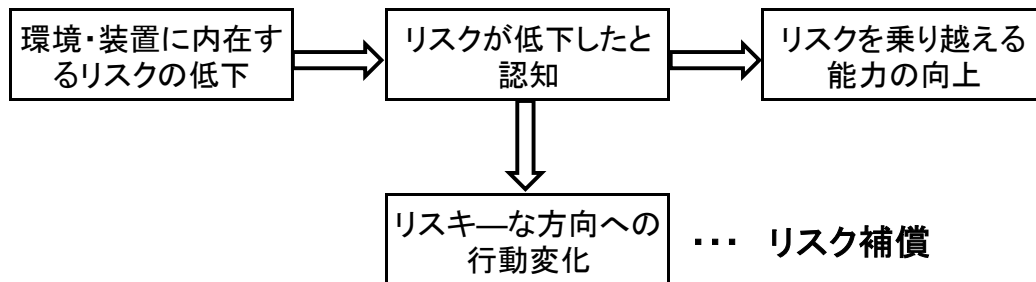 環境・装置に内在す
るリスクの低下
リスクが低下したと
認知
リスクを乗り越える
能力の向上
リスキ―な方向への
行動変化
･･･ リスク補償